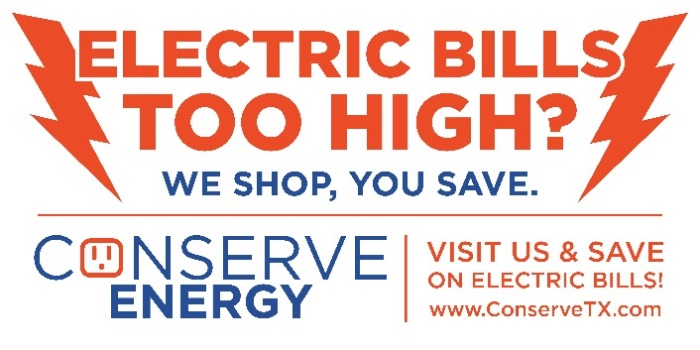 ELECTRIC BILLS
TOO HIGH?
WE SHOP, YOU SAVE.
CONSERVE
ENERGY
VISIT US & SAVE
ON ELECTRIC BILLS!
www.ConserveTX.com